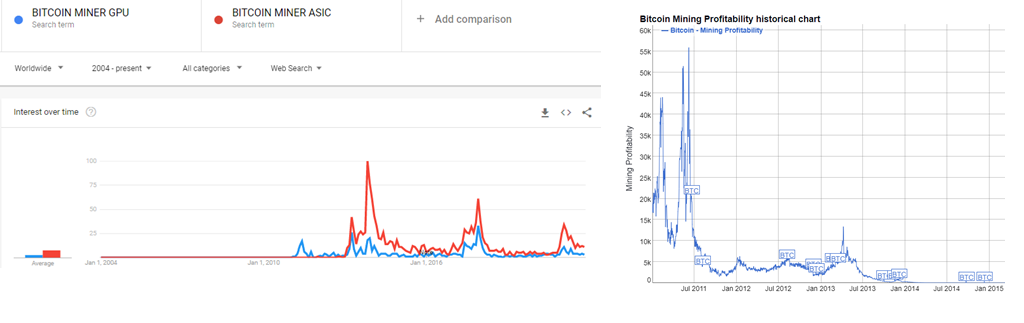 BITCOIN MINER GPU
Search term
BITCOIN MINER ASIC
Search term
+ Add comparison
Worldwide
2004 - present
All categories
Web Search
Interest over time
100
75
50
25
Average
Jan 1, 2004
Jan 1, 2010
Jan 1, 2016
Bitcoin Mining Profitability historical chart
Bitcoin - Mining Profitability
Mining Profitability
60k
55k
50k
45k
40k
35k
30k
25k
20k
15k
10k
5k
0
BTC
BTC
BTC
BTC
BTC
BTC
BTC
BTC
BTC
Jul 2011
Jan 2012
Jul 2012
Jan 2013
Jul 2013
Jan 2014
Jul 2014
Jan 2015